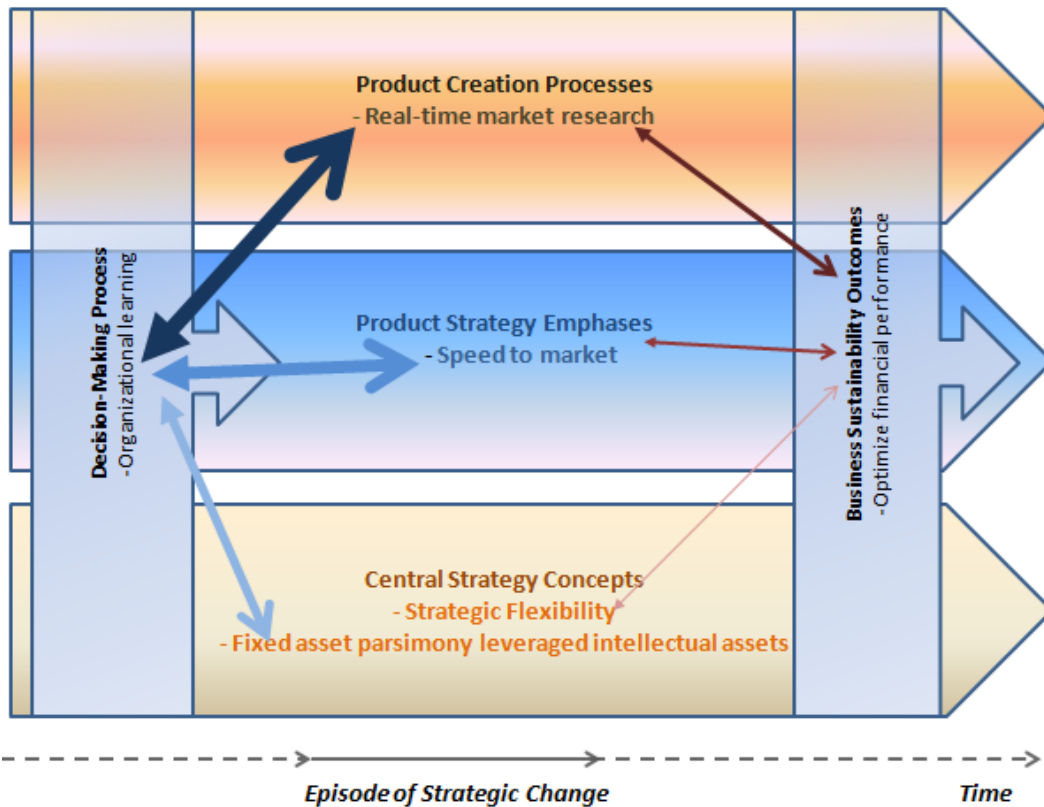 Product Creation Processes
- Real-time market research
Decision-Making Process
-Organizational learning
Product Strategy Emphases
- Speed to market
Business Sustainability Outcomes
-Optimize financial performance
Central Strategy Concepts
- Strategic Flexibility
- Fixed asset parsimony leveraged intellectual assets
Episode of Strategic Change
Time